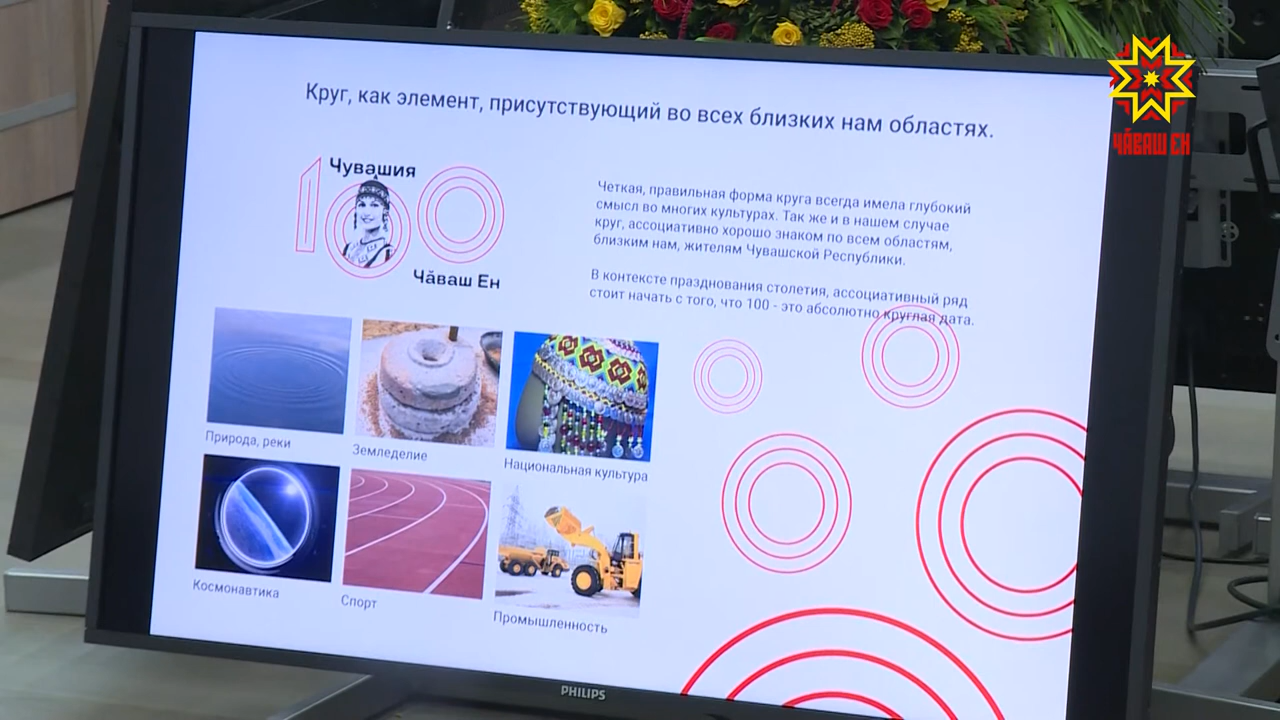 Круг, как элемент, присутствующий во всех близких нам областях.
ЧӐВАШ ЕН
Чувашия
100
Чӑваш Ен
Четкая, правильная форма круга всегда имела глубокий
смысл во многих культурах. Так же и в нашем случае
круг, ассоциативно хорошо знаком по всем областям,
близким нам, жителям Чувашской Республики.
В контексте празднования столетия, ассоциативный ряд
стоит начать с того, что 100 - это абсолютно круглая дата.
Природа, реки
Земледелие
Национальная культура
Космонавтика
Спорт
Промышленность
PHILIPS